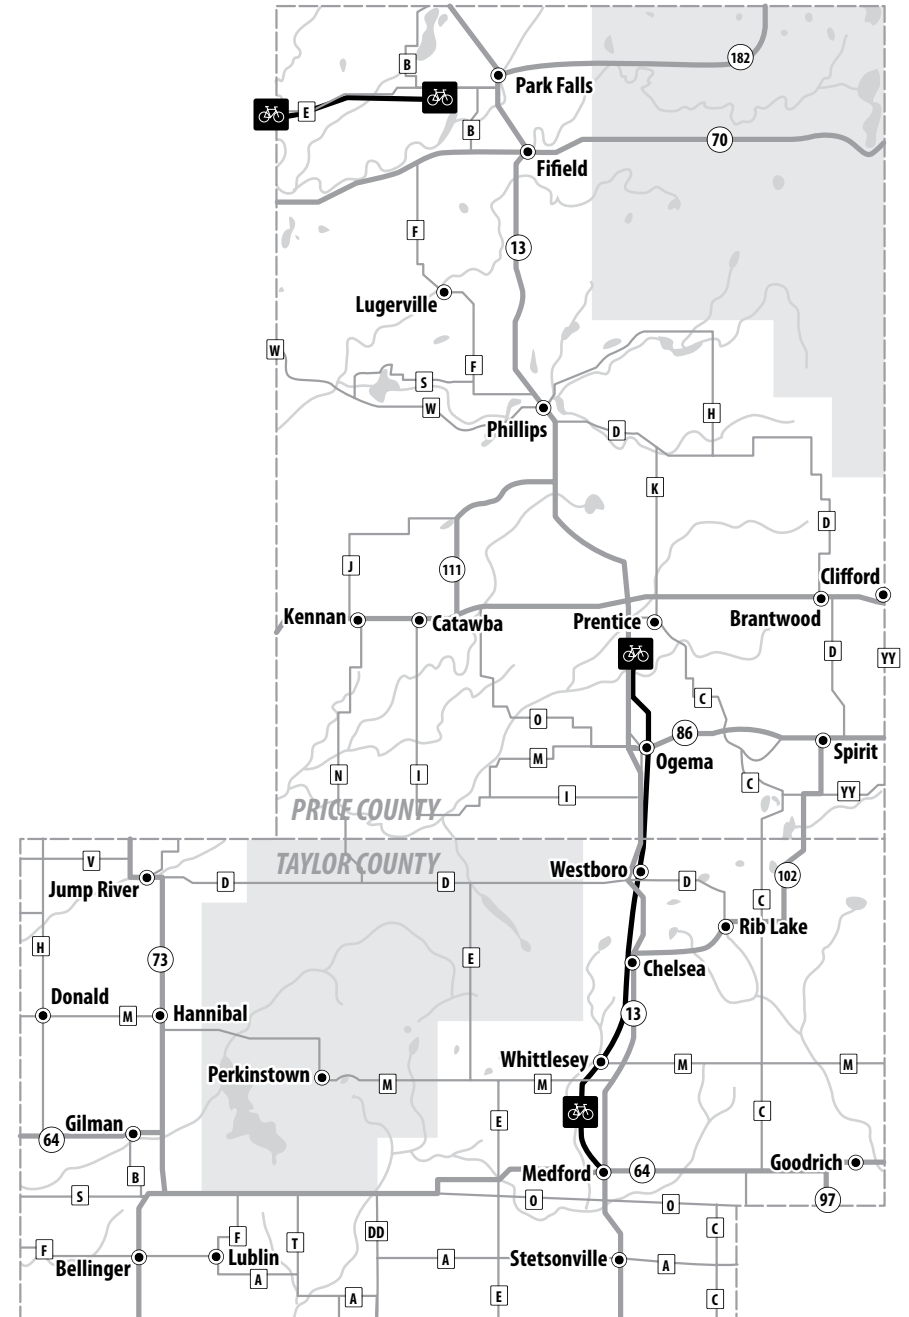 182
B
Park Falls
E
B
70
Fifield
F
13
Lugerville
W
F
S
W
H
Phillips
D
K
D
J
111
Clifford
Kennan
Catawba
Prentice
Brantwood
D
YY
C
O
86
Spirit
M
Ogema
N
I
C
YY
I
PRICE COUNTY
TAYLOR COUNTY
V
Westboro
Jump River
D
D
D
102
C
Rib Lake
H
73
E
Chelsea
Donald
M
Hannibal
13
Whittlesey
M
M
Perkinstown
M
M
E
C
Gilman
64
Goodrich
Medford
64
B
S
O
O
97
F
DD
C
F
T
Lublin
Bellinger
A
Stetsonville
A
A
A
E
C